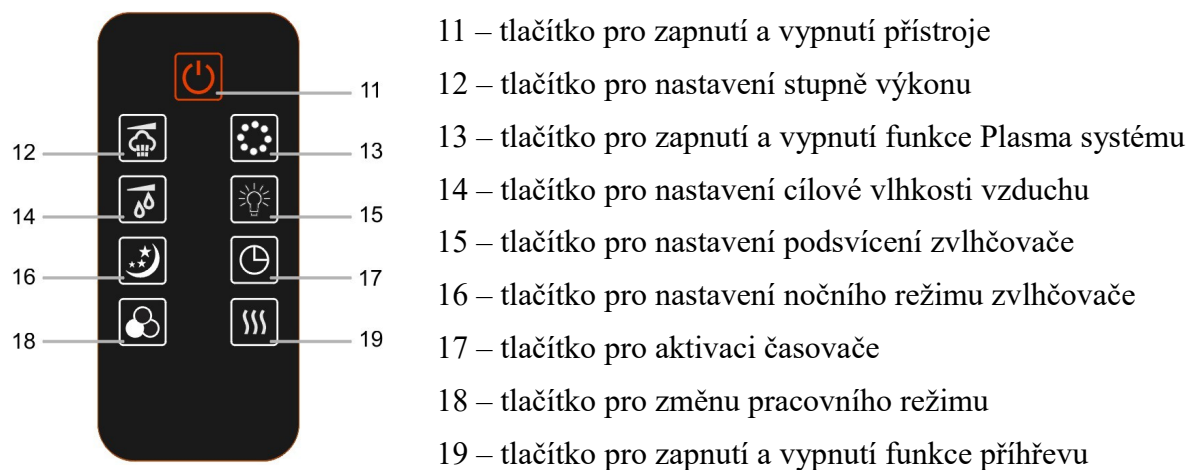 11 – tlačítko pro zapnutí a vypnutí přístroje
12 – tlačítko pro nastavení stupně výkonu
13 – tlačítko pro zapnutí a vypnutí funkce Plasma systému
14 – tlačítko pro nastavení cílové vlhkosti vzduchu
15 – tlačítko pro nastavení podsvícení zvlhčovače
16 – tlačítko pro nastavení nočního režimu zvlhčovače
17 – tlačítko pro aktivaci časovače
18 – tlačítko pro změnu pracovního režimu
19 – tlačítko pro zapnutí a vypnutí funkce příhřevu
11
12 13
14 15
16 17
18 19